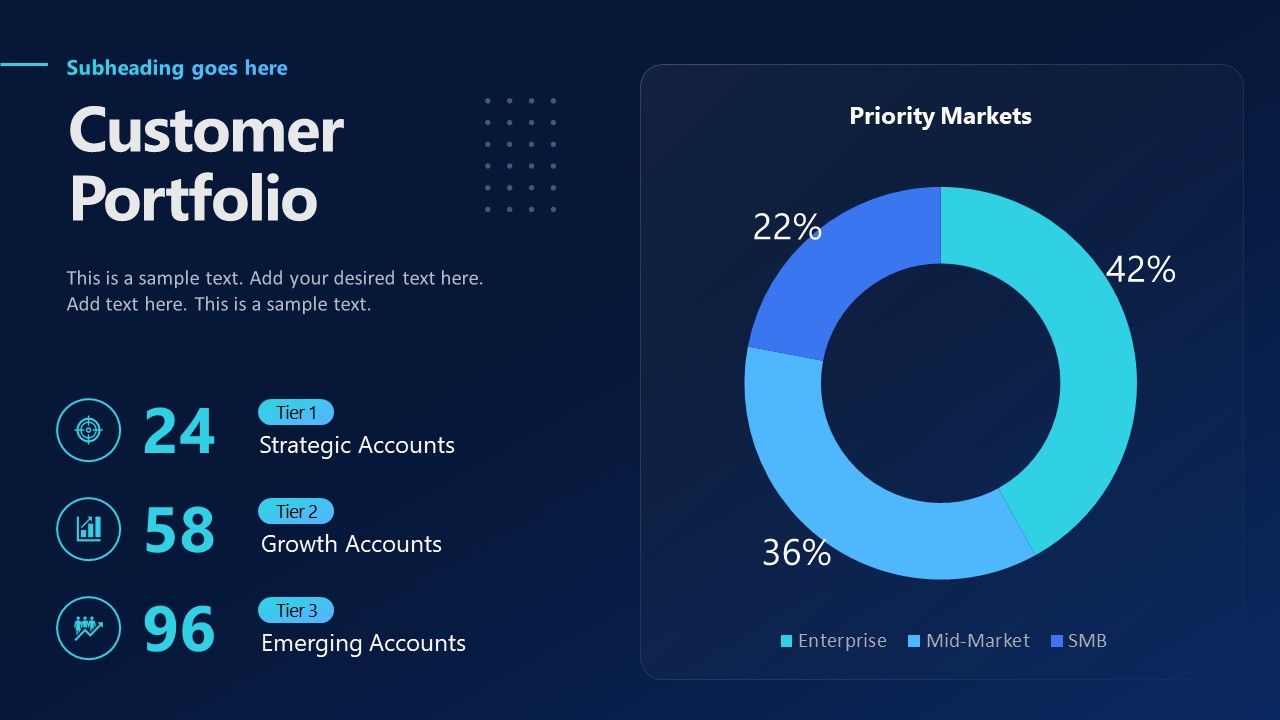 Subheading goes here
Customer
Portfolio
This is a sample text. Add your desired text here.
Add text here. This is a sample text.
24
Tier 1
Strategic Accounts
58
Tier 2
Growth Accounts
96
Tier 3
Emerging Accounts
Priority Markets
22%
42%
36%
Enterprise
Mid-Market
SMB